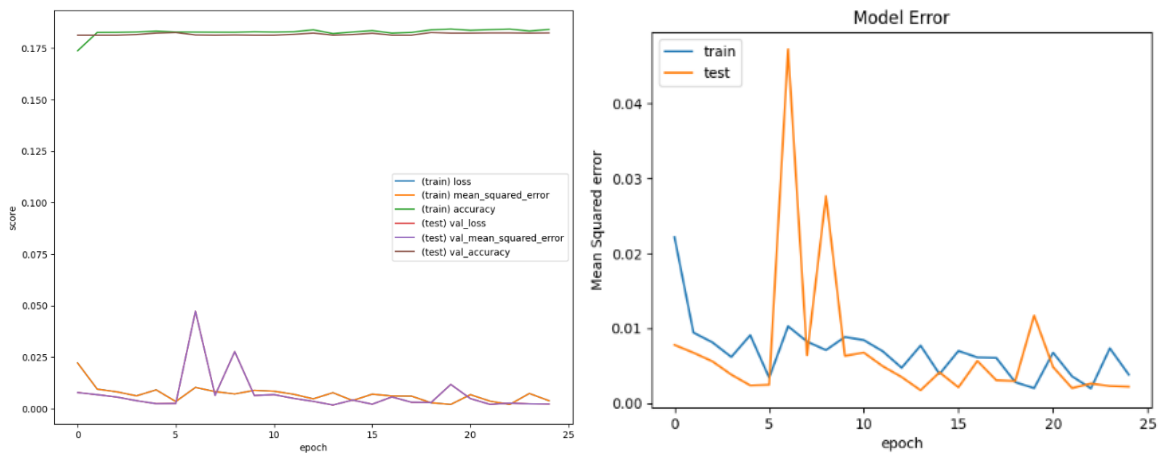 0.175
0.150
0.125
0.100
0.075
0.050
0.025
0.000
score
(train) loss
(train) mean_squared_error
(train) accuracy
(test) val_loss
(test) val_mean_squared_error
(test) val_accuracy
0 5 10 15 20 25
epoch
Model Error
train
test
0.04
0.03
0.02
0.01
0.00
Mean Squared error
0 5 10 15 20 25
epoch